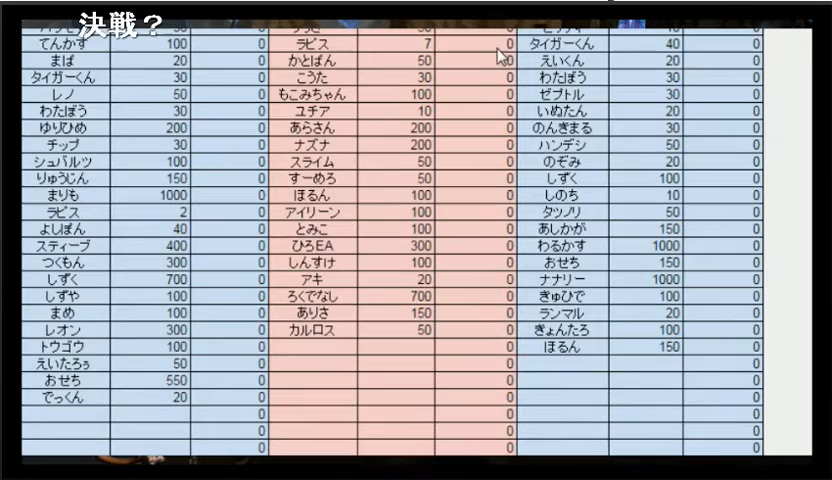 決戦？
てんかす 100 0 ラピス 7 0 タイガーくん 40 0
まば 20 0 かとぱん 50 0 えいくん 20 0
タイガーくん 30 0 こうた 30 0 わたぼう 30 0
レノ 50 0 もこみちゃん 100 0 ゼブトル 30 0
わたぼう 30 0 ユチア 10 0 いぬたん 20 0
ゆりひめ 200 0 あらさん 200 0 のんきまる 30 0
チップ 30 0 ナズナ 200 0 ハンデシ 50 0
シュバルツ 100 0 スライム 50 0 のぞみ 20 0
りゅうじん 150 0 すーめろ 50 0 しずく 100 0
まりも 1000 0 ほるん 100 0 しのち 10 0
ラピス 2 0 アイリーン 100 0 タツノリ 50 0
よしぽん 40 0 とみこ 100 0 あしかが 150 0
スティーブ 400 0 ひろEA 300 0 わるかす 1000 0
つくもん 300 0 しんすけ 100 0 おせち 150 0
しずく 700 0 アキ 20 0 ナナリー 1000 0
しずや 100 0 ろくでなし 700 0 きゅひで 100 0
まめ 100 0 ありさ 150 0 ランマル 20 0
レオン 300 0 カルロス 50 0 きょんたろ 100 0
トウゴウ 100 0 0 ほるん 150 0
えいたろぅ 50 0 0 0
おせち 550 0 0 0
でっくん 20 0 0 0
0 0 0
0 0 0
0 0 0